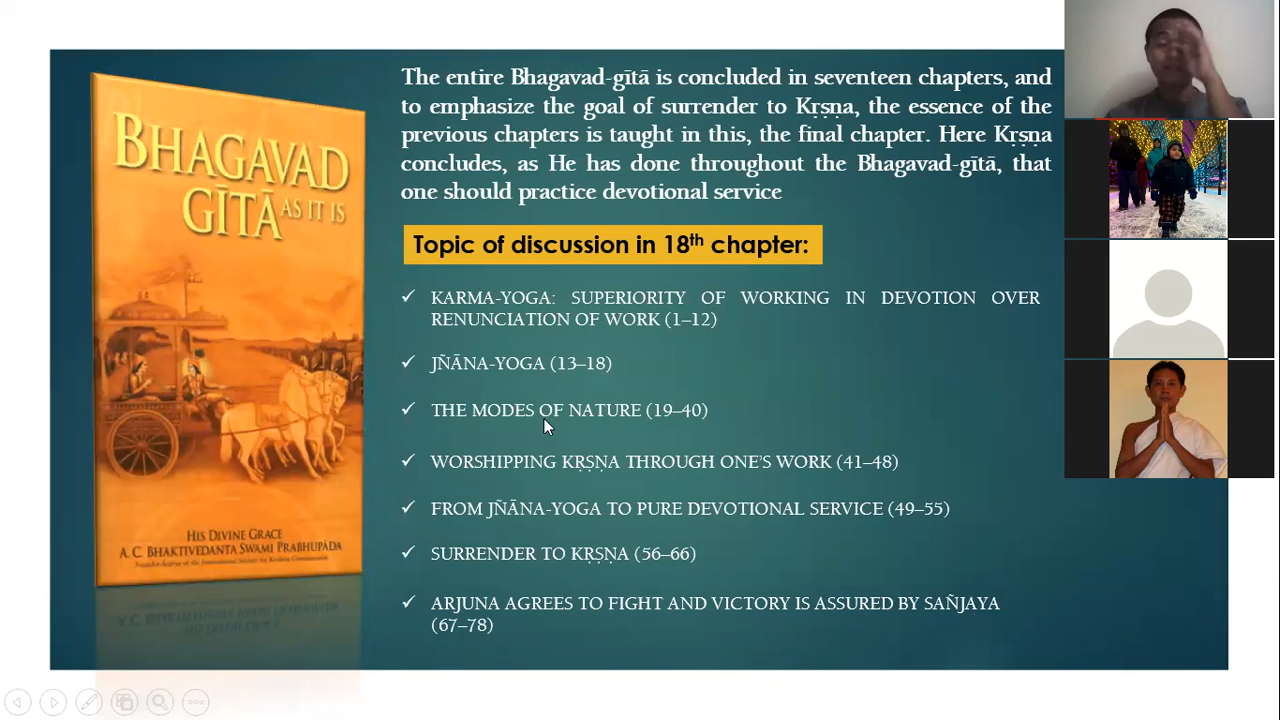 BHAGAVAD
GĪTĀ AS IT IS
HIS DIVINE GRACE
A. C. BHAKTIVEDANTA SWAMI PRABHUPĀDA
The entire Bhagavad-gītā is concluded in seventeen chapters, and
to emphasize the goal of surrender to Kṛṣṇa, the essence of the
previous chapters is taught in this, the final chapter. Here Kṛṣṇa
concludes, as He has done throughout the Bhagavad-gītā, that
one should practice devotional service
Topic of discussion in 18th chapter:
✓ KARMA-YOGA: SUPERIORITY OF WORKING IN DEVOTION OVER
RENUNCIATION OF WORK (1–12)
✓ JÑĀNA-YOGA (13–18)
✓ THE MODES OF NATURE (19–40)
✓ WORSHIPPING KṚṢṆA THROUGH ONE'S WORK (41–48)
✓ FROM JÑĀNA-YOGA TO PURE DEVOTIONAL SERVICE (49–55)
✓ SURRENDER TO KṚṢṆA (56–66)
✓ ARJUNA AGREES TO FIGHT AND VICTORY IS ASSURED BY SAÑJAYA
(67–78)